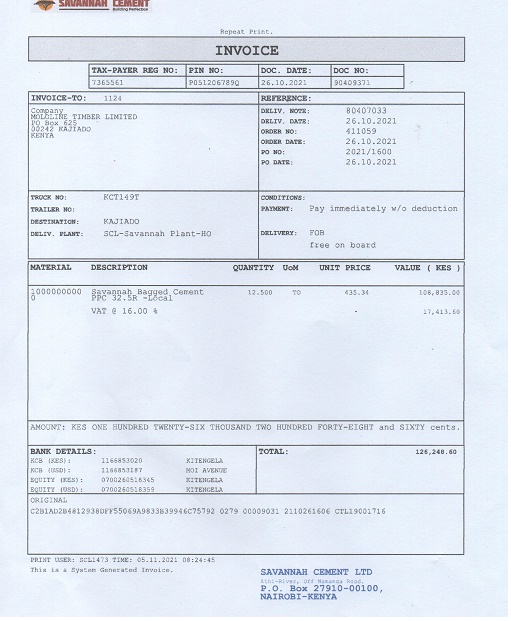 SAVANNAH CEMENT
Building Perfection
Repeat Print.
INVOICE
TAX-PAYER REG NO: PIN NO: DOC. DATE: DOC NO:
7365561 P051206789Q 26.10.2021 90409371
INVOICE-TO: 1124
Company
MOLOLINE TIMBER LIMITED
PO Box 625
00242 KAJIADO
KENYA
REFERENCE:
DELIV. NOTE: 80407033
DELIV. DATE: 26.10.2021
ORDER NO: 411059
ORDER DATE: 26.10.2021
PO NO: 2021/1600
PO DATE: 26.10.2021
TRUCK NO: KCT149T
TRAILER NO:
DESTINATION: KAJIADO
DELIV. PLANT: SCL-Savannah Plant-HO
CONDITIONS:
PAYMENT: Pay immediately w/o deduction
DELIVERY: FOB
free on board
MATERIAL DESCRIPTION QUANTITY UoM UNIT PRICE VALUE ( KES )
1000000000 Savannah Bagged Cement 12.500 TO 435.34 108,835.00
0 PPC 32.5R -Local
VAT @ 16.00 % 17,413.60
AMOUNT: KES ONE HUNDRED TWENTY-SIX THOUSAND TWO HUNDRED FORTY-EIGHT and SIXTY cents.
BANK DETAILS:
KCB (KES): 1166853020 KITENGELA
KCB (USD): 1166853187 MOI AVENUE
EQUITY (KES): 0700260518345 KITENGELA
EQUITY (USD): 0700260518359 KITENGELA
TOTAL: 126,248.60
ORIGINAL
C2B1AD2B4812938DFF55069A9833B39946C75792 0279 00009031 2110261606 CTL19001716
PRINT USER: SCL1473 TIME: 05.11.2021 08:24:45
This is a System Generated Invoice.
SAVANNAH CEMENT LTD
Athi-River, Off Namanga Road.
P.O. Box 27910-00100,
NAIROBI-KENYA